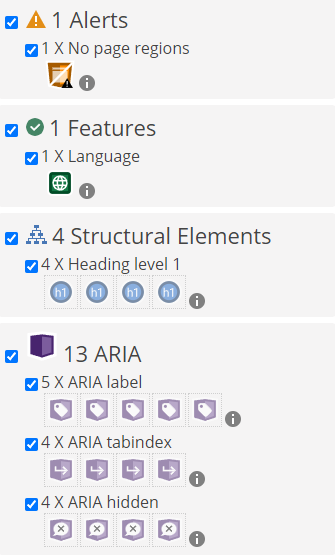 1 Alerts
1 X No page regions
1 Features
1 X Language
4 Structural Elements
4 X Heading level 1
h1 h1 h1 h1
13 ARIA
5 X ARIA label
4 X ARIA tabindex
4 X ARIA hidden